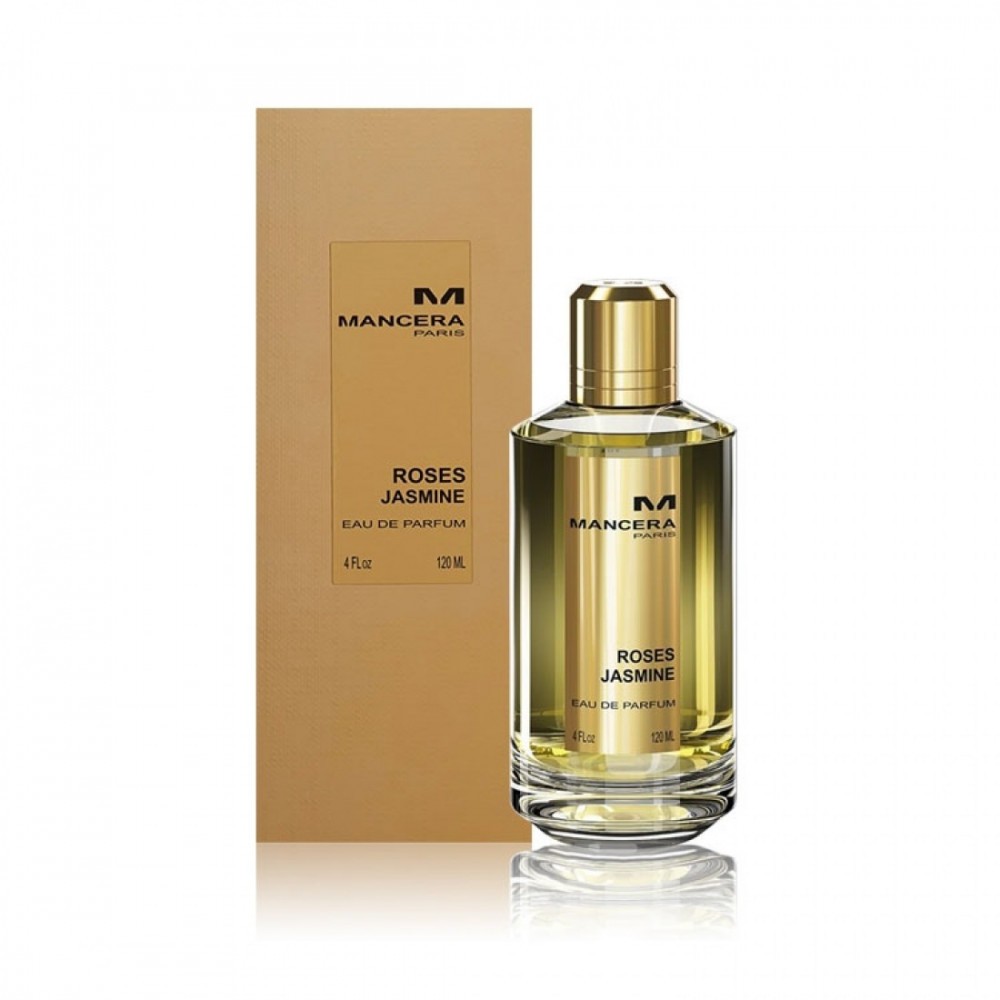 M
MANCERA
PARIS
ROSES
JASMINE
EAU DE PARFUM
4 FLoz 120 ML
M
MANCERA
PARIS
ROSES
JASMINE
EAU DE PARFUM
4 FLoz 120 ML